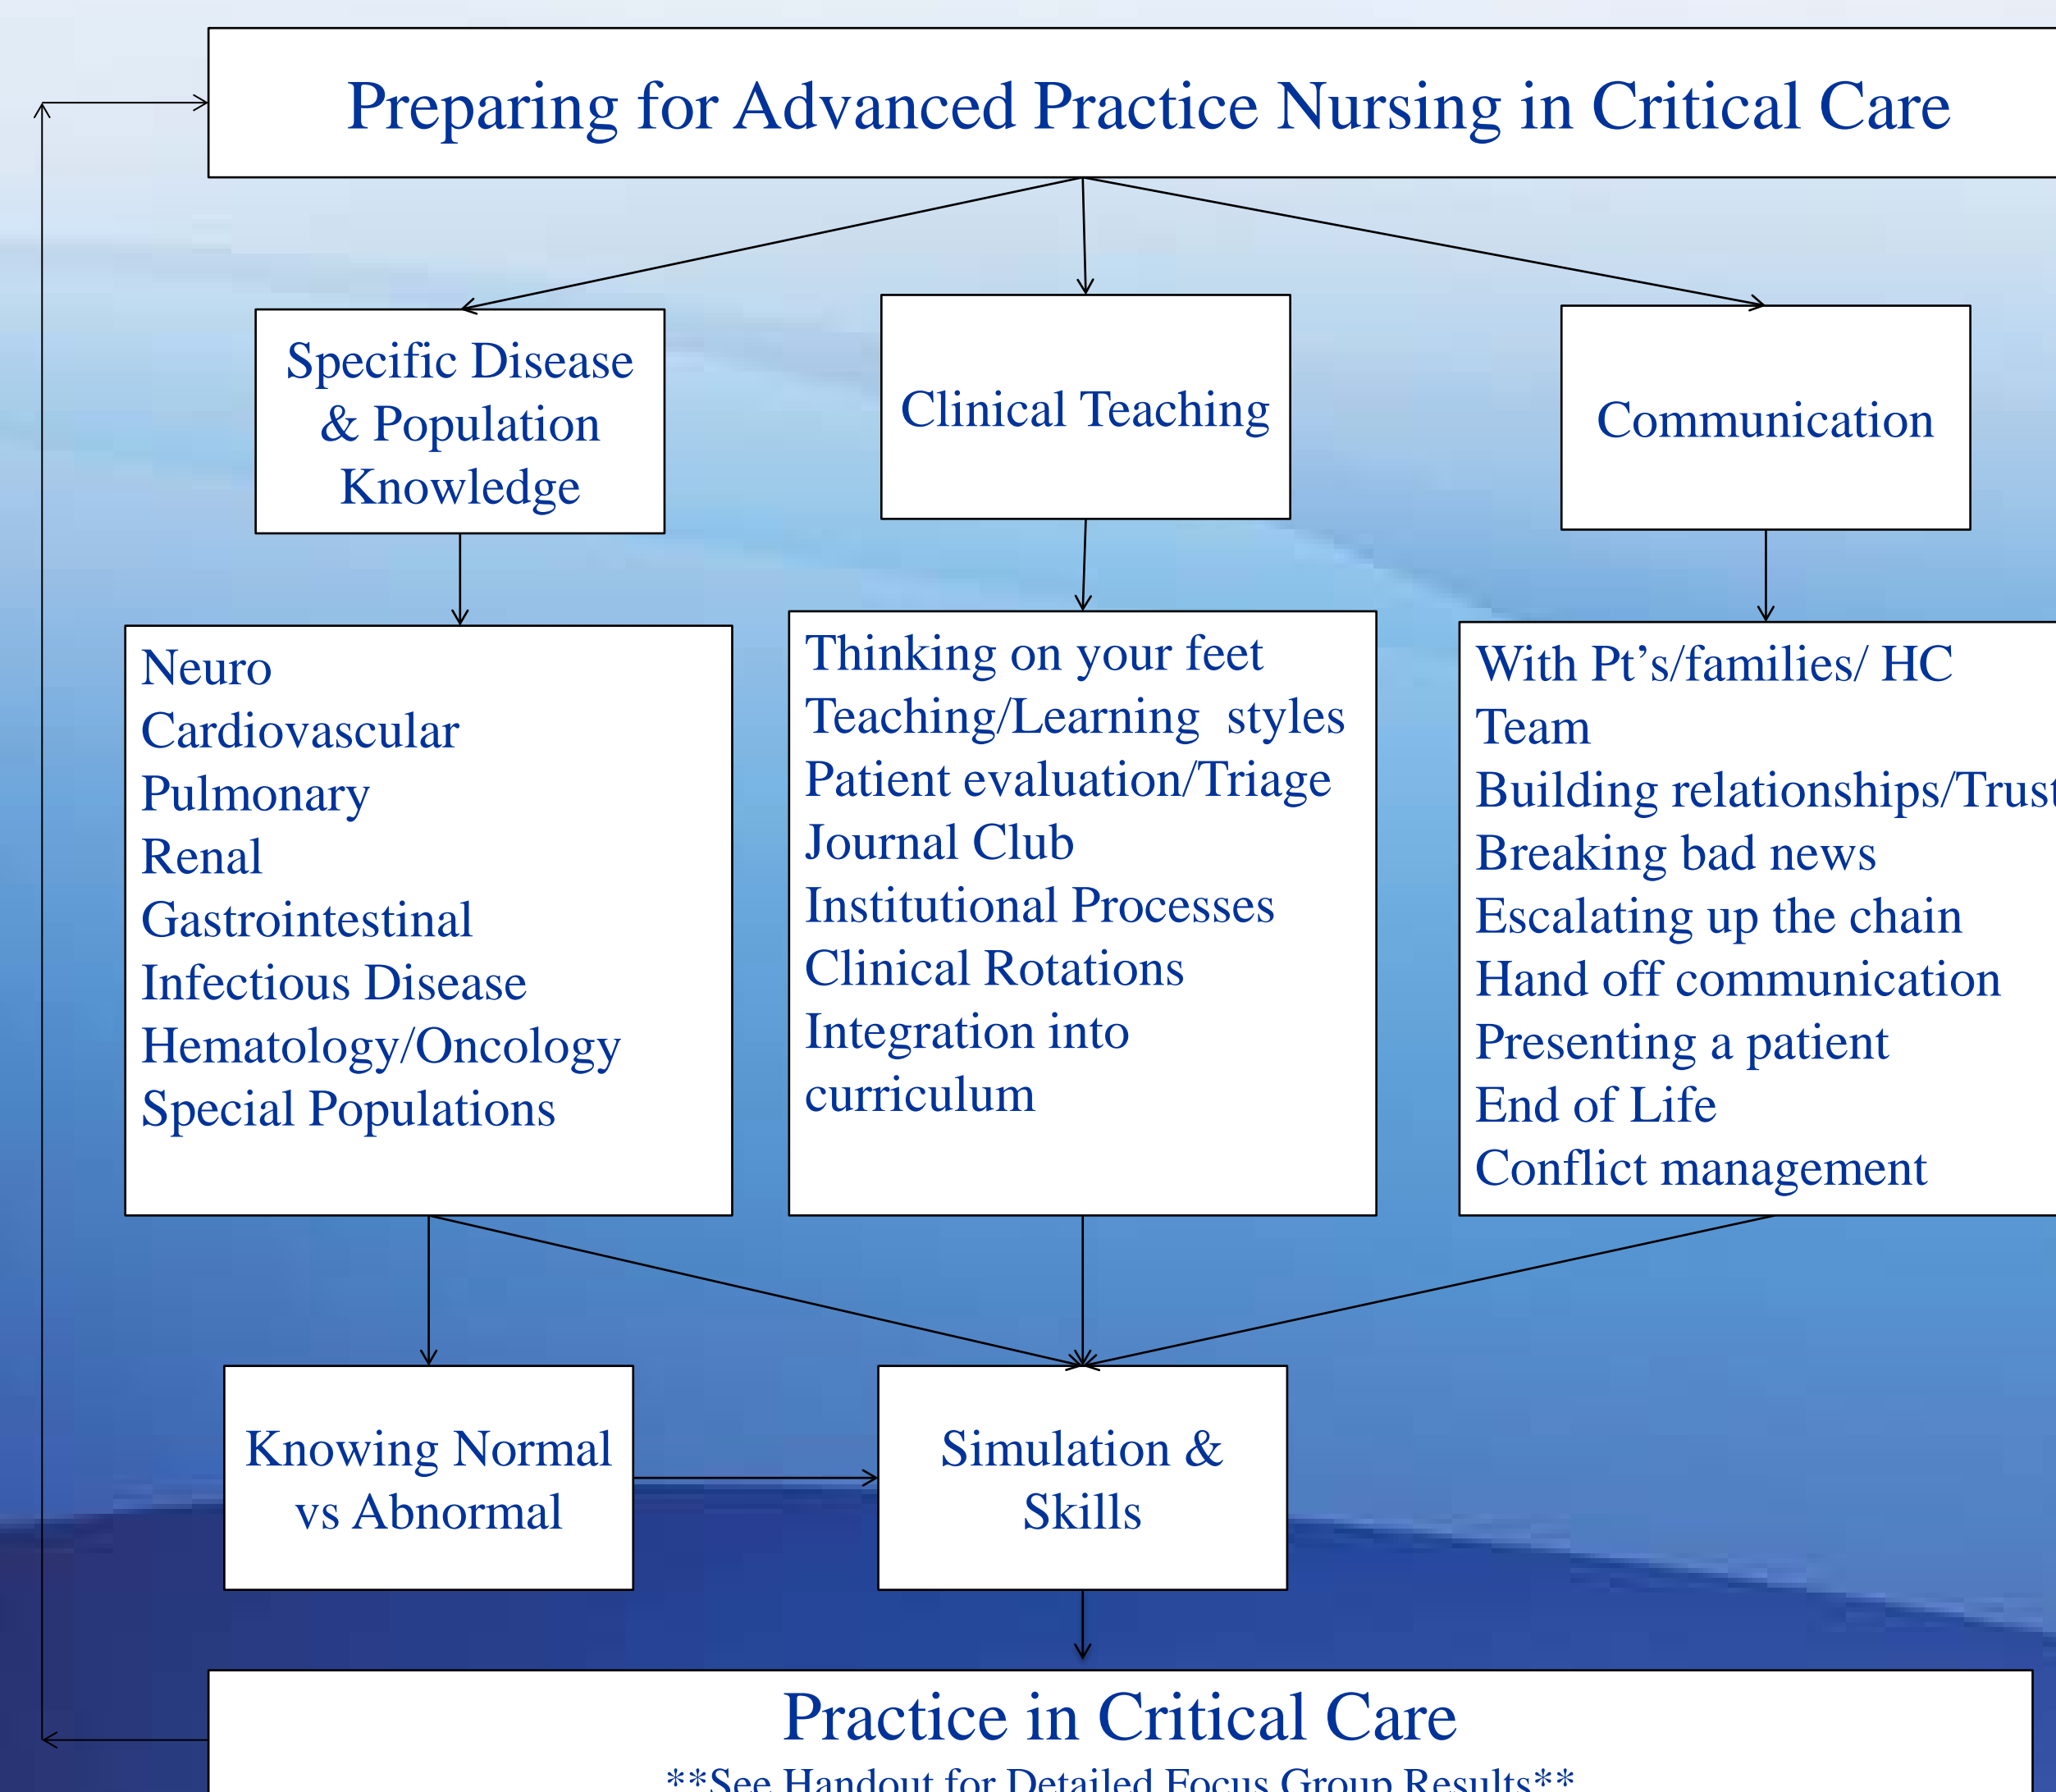 Preparing for Advanced Practice Nursing in Critical Care
Specific Disease
& Population
Knowledge
Clinical Teaching
Communication
Neuro
Cardiovascular
Pulmonary
Renal
Gastrointestinal
Infectious Disease
Hematology/Oncology
Special Populations
Thinking on your feet
Teaching/Learning  styles
Patient evaluation/Triage
Journal Club
Institutional Processes
Clinical Rotations
Integration into
curriculum
With Pt’s/families/ HC
Team
Building relationships/Trust
Breaking bad news
Escalating up the chain
Hand off communication
Presenting a patient
End of Life
Conflict management
Knowing Normal
vs Abnormal
Simulation &
Skills
Practice in Critical Care
**See Handout for Detailed Focus Group Results**